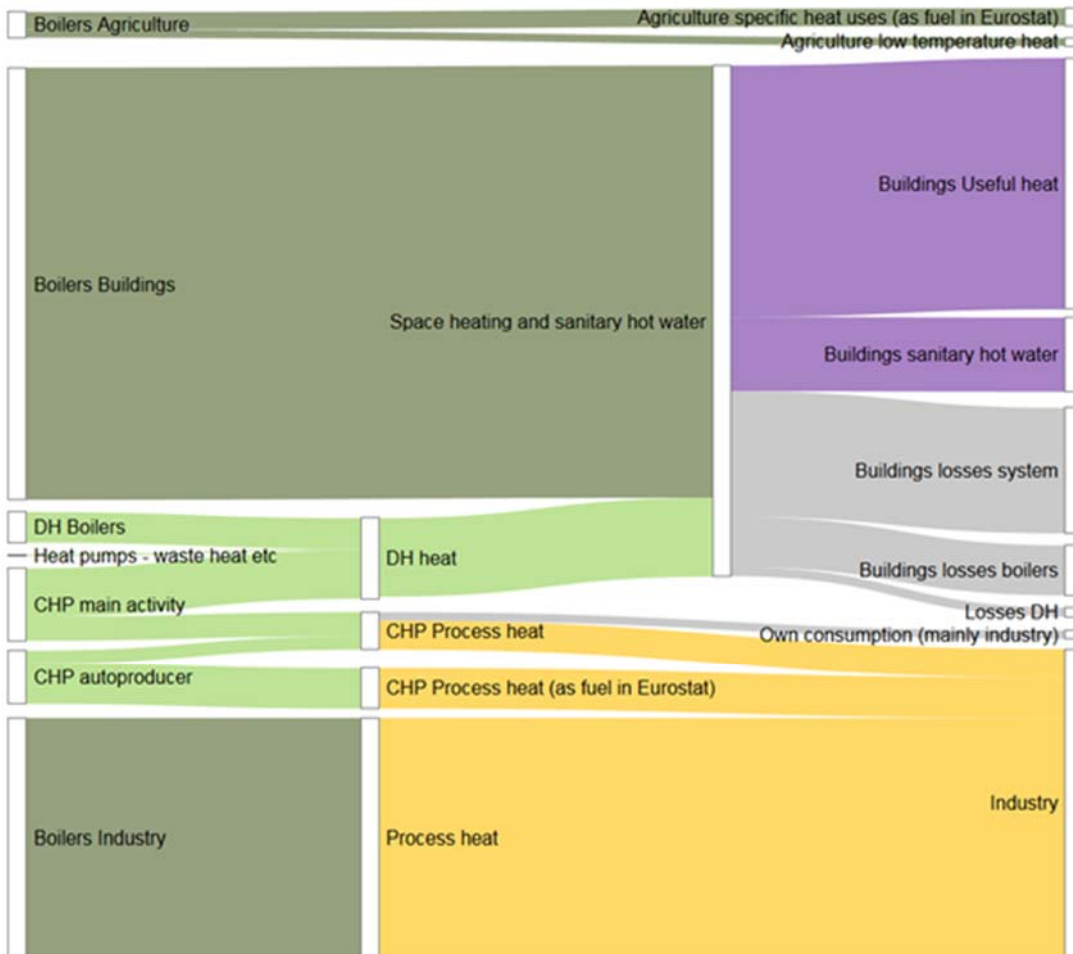 Boilers Agriculture
Agriculture specific heat uses (as fuel in Eurostat)
Agriculture low temperature heat
Buildings Useful heat
Boilers Buildings
Space heating and sanitary hot water
Buildings sanitary hot water
Buildings losses system
DH Boilers
Heat pumps - waste heat etc
DH heat
Buildings losses boilers
CHP main activity
Losses DH
CHP Process heat
Own consumption (mainly industry)
CHP autoproducer
CHP Process heat (as fuel in Eurostat)
Industry
Boilers Industry
Process heat